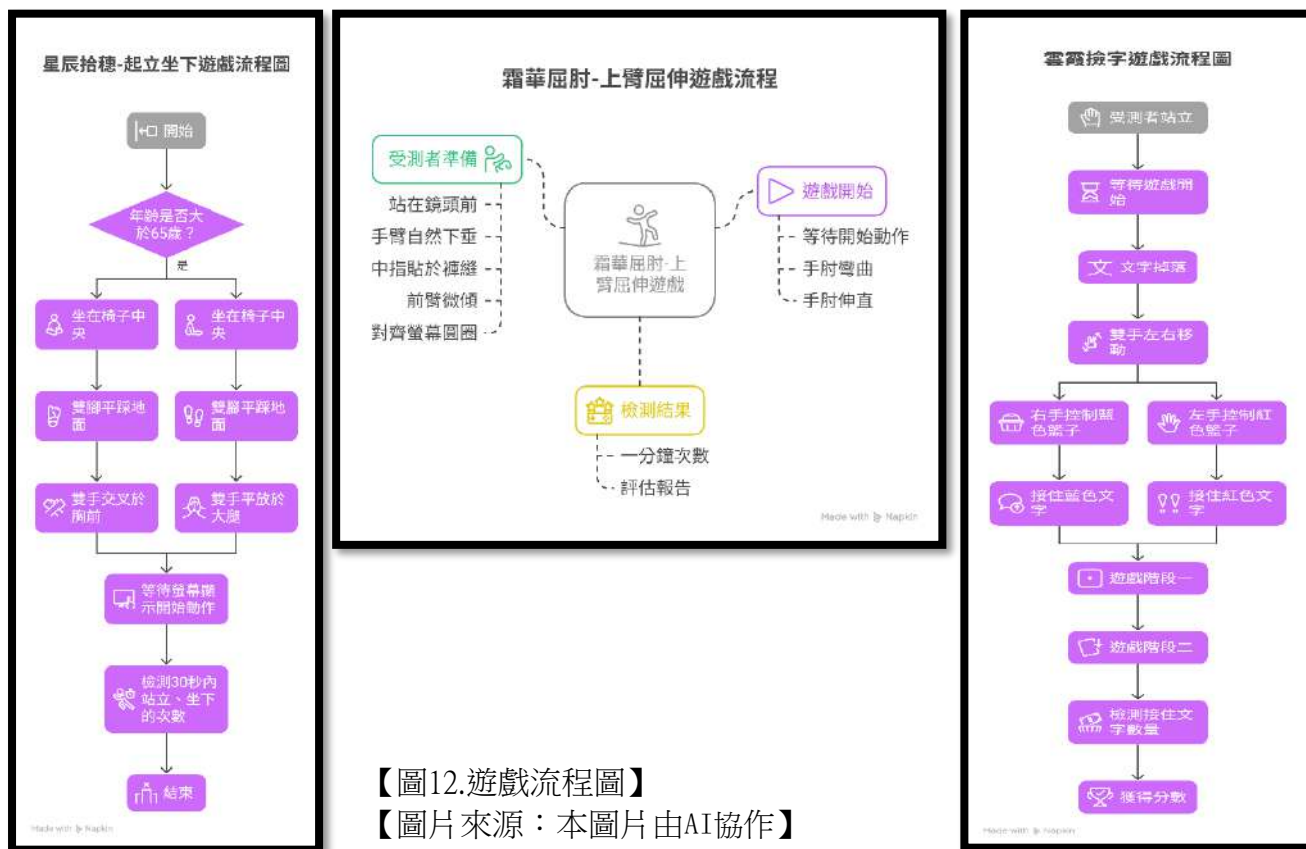 星辰拾穗-起立坐下遊戲流程圖
開始
年齡是否大
於65歲？
是
坐在椅子中
央
坐在椅子中
央
雙腳平踩地
面
雙腳平踩地
面
雙手交叉於
胸前
雙手平放於
大腿
等待螢幕顯
示開始動作
檢測30秒內
站立、坐下
的次數
結束
Made with Napkin
霜華屈肘-上臂屈伸遊戲流程
受測者準備
站在鏡頭前
手臂自然下垂
中指貼於褲縫
前臂微傾
對齊螢幕圓圈
霜華屈肘-上
臂屈伸遊戲
遊戲開始
等待開始動作
手肘彎曲
手肘伸直
檢測結果
一分鐘次數
評估報告
Made with Napkin
雲霞撿字遊戲流程圖
受測者站立
等待遊戲開
始
文字掉落
雙手左右移
動
右手控制藍
色籃子
左手控制紅
色籃子
接住藍色文
字
接住紅色文
字
遊戲階段一
遊戲階段二
檢測接住文
字數量
獲得分數
Made with Napkin
【圖12.遊戲流程圖】
【圖片來源：本圖片由AI協作】